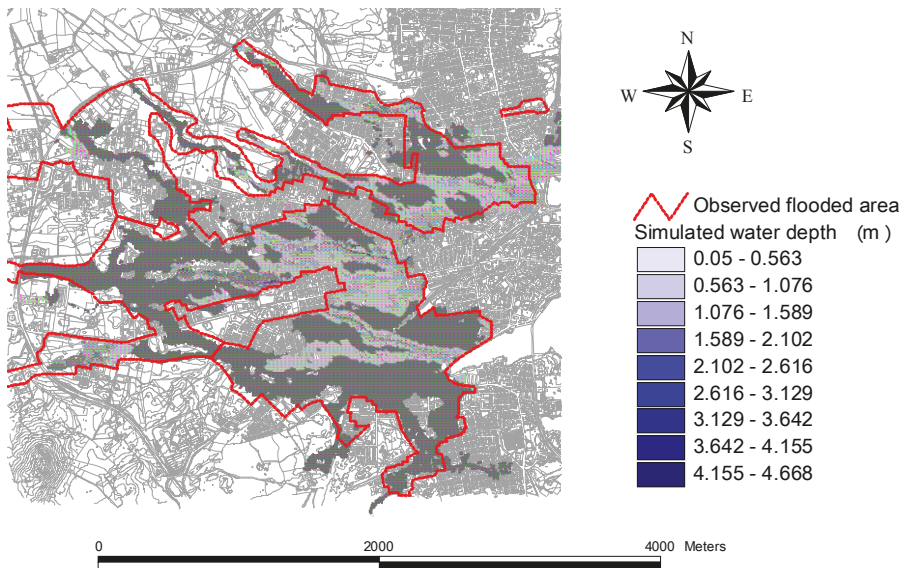 N
W E
S
Observed flooded area
Simulated water depth (m )
0.05 - 0.563
0.563 - 1.076
1.076 - 1.589
1.589 - 2.102
2.102 - 2.616
2.616 - 3.129
3.129 - 3.642
3.642 - 4.155
4.155 - 4.668
0 2000 4000 Meters